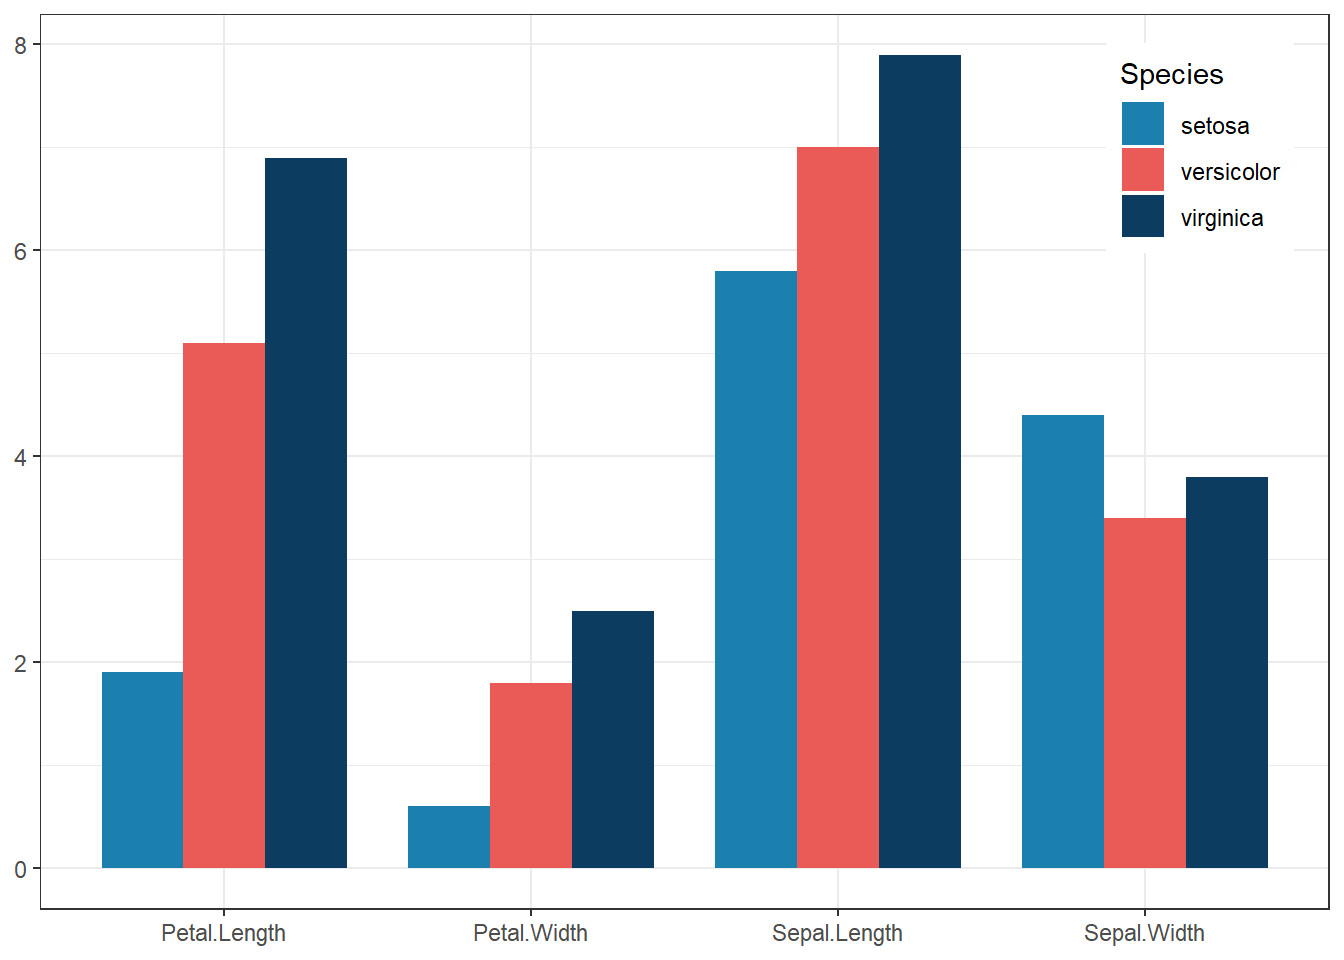 8
6
4
2
0
Species
setosa
versicolor
virginica
Petal.Length
Petal.Width
Sepal.Length
Sepal.Width